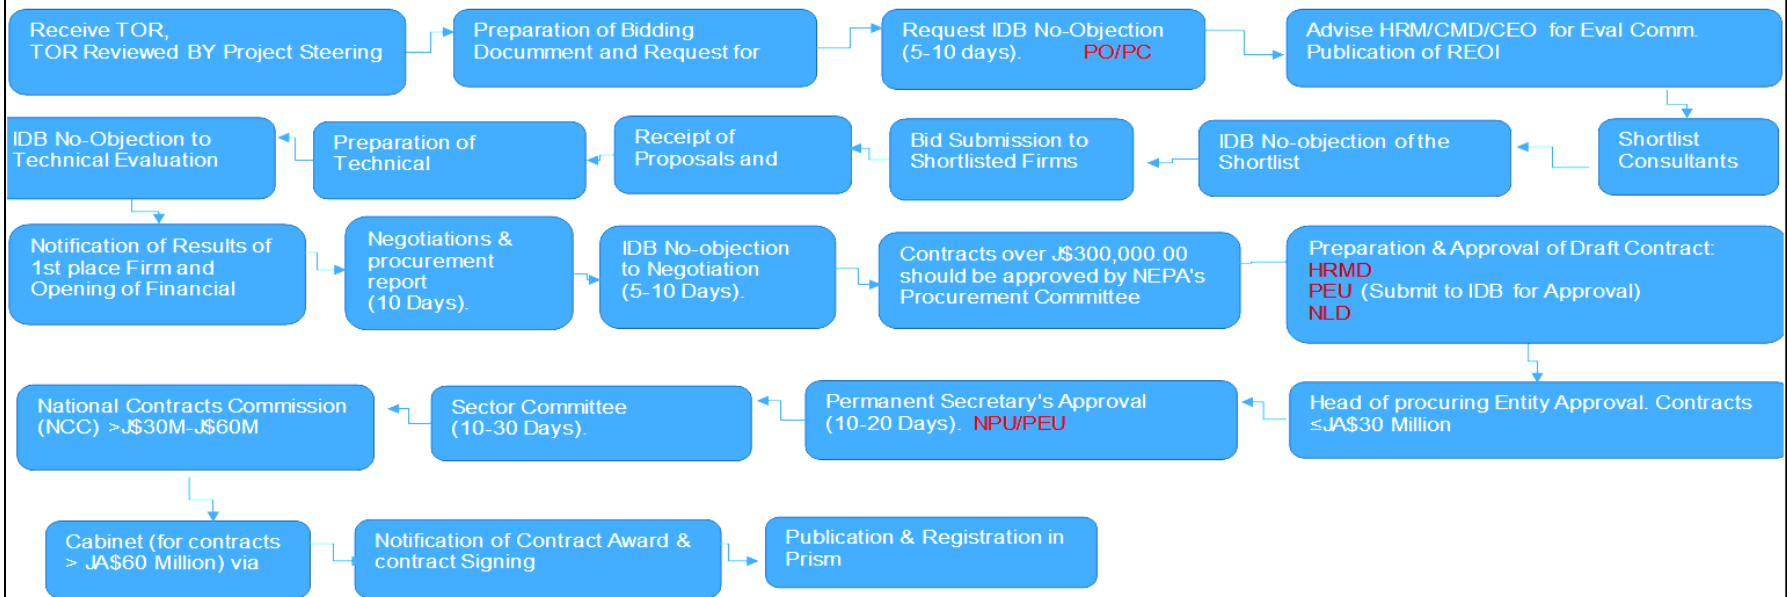 Receive TOR,
TOR Reviewed BY Project Steering
Preparation of Bidding
Documment and Request for
Request IDB No-Objection
(5-10 days). PO/PC
Advise HRM/CMD/CEO for Eval Comm.
Publication of REOI
Shortlist
Consultants
IDB No-objection of the
Shortlist
Bid Submission to
Shortlisted Firms
Receipt of
Proposals and
Preparation of
Technical
IDB No-Objection to
Technical Evaluation
Notification of Results of
1st place Firm and
Opening of Financial
Negotiations &
procurement
report
(10 Days).
IDB No-objection
to Negotiation
(5-10 Days).
Contracts over J$300,000.00
should be approved by NEPA's
Procurement Committee
Preparation & Approval of Draft Contract:
HRMD
PEU (Submit to IDB for Approval)
NLD
Head of procuring Entity Approval. Contracts
≤JA$30 Million
Permanent Secretary's Approval
(10-20 Days). NPU/PEU
Sector Committee
(10-30 Days).
National Contracts Commission
(NCC) >J$30M-J$60M
Cabinet (for contracts
> JA$60 Million) via
Notification of Contract Award &
contract Signing
Publication & Registration in
Prism